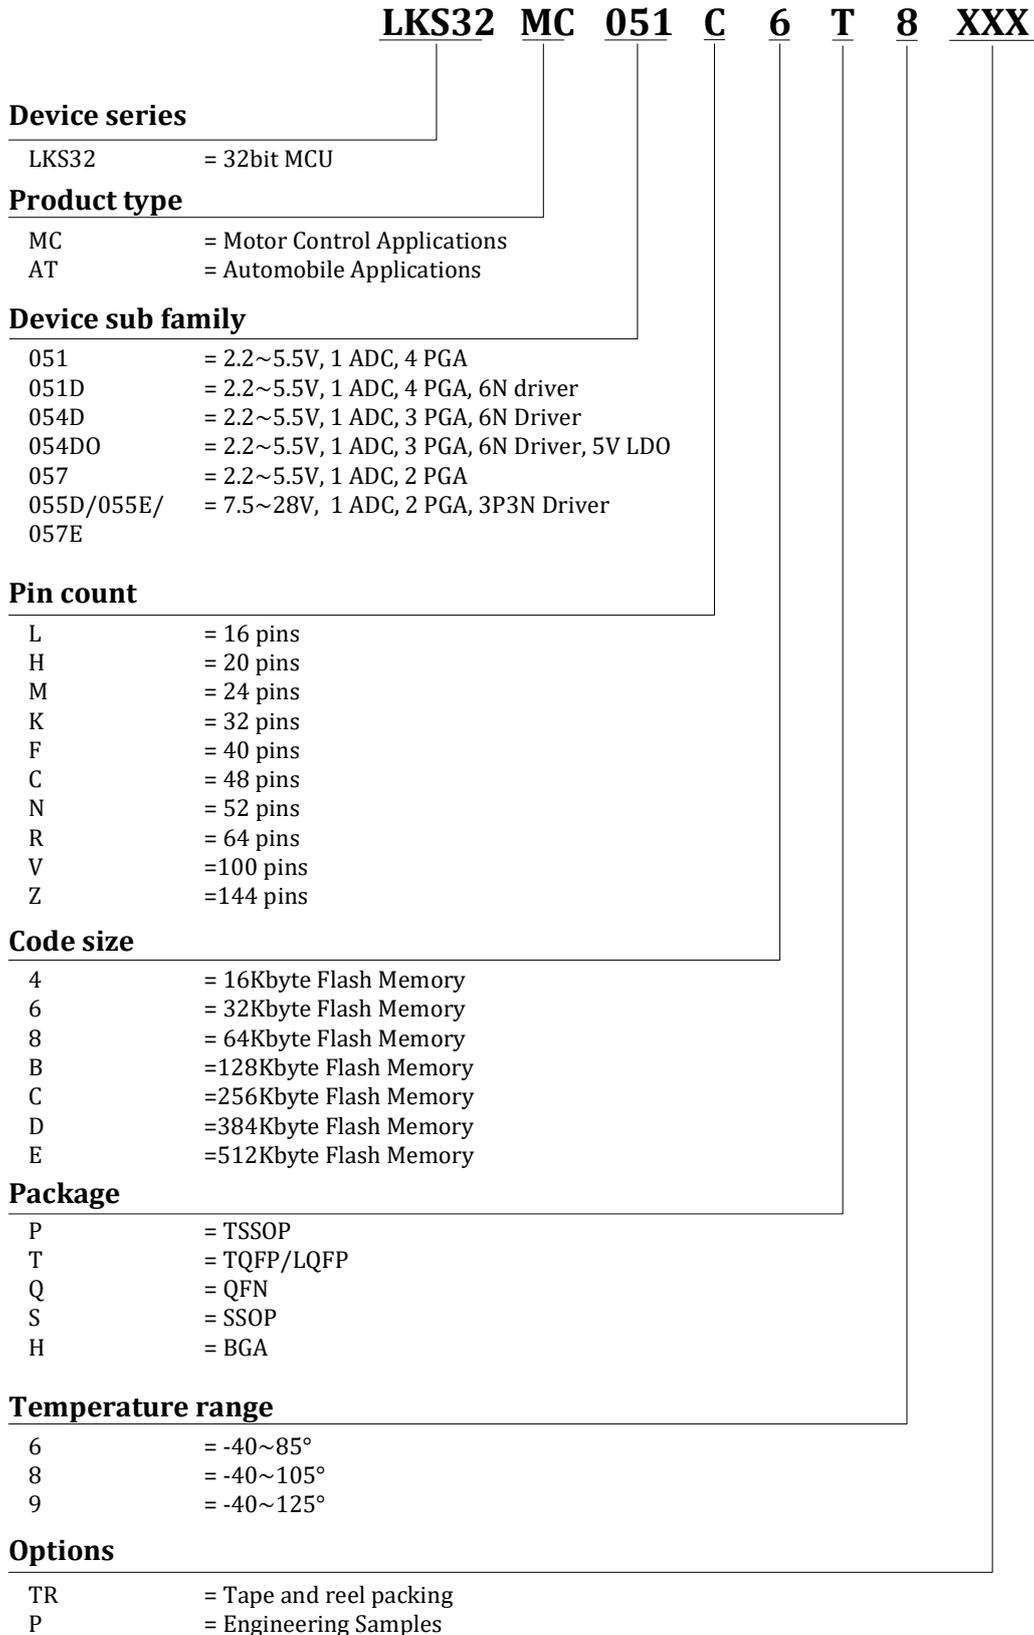 LKS32 MC 051 C 6 T 8 XXX
Device series
LKS32 = 32bit MCU
Product type
MC = Motor Control Applications
AT = Automobile Applications
Device sub family
051 = 2.2~5.5V, 1 ADC, 4 PGA
051D = 2.2~5.5V, 1 ADC, 4 PGA, 6N driver
054D = 2.2~5.5V, 1 ADC, 3 PGA, 6N Driver
054DO = 2.2~5.5V, 1 ADC, 3 PGA, 6N Driver, 5V LDO
057 = 2.2~5.5V, 1 ADC, 2 PGA
055D/055E/ = 7.5~28V, 1 ADC, 2 PGA, 3P3N Driver
057E
Pin count
L = 16 pins
H = 20 pins
M = 24 pins
K = 32 pins
F = 40 pins
C = 48 pins
N = 52 pins
R = 64 pins
V =100 pins
Z =144 pins
Code size
4 = 16Kbyte Flash Memory
6 = 32Kbyte Flash Memory
8 = 64Kbyte Flash Memory
B =128Kbyte Flash Memory
C =256Kbyte Flash Memory
D =384Kbyte Flash Memory
E =512Kbyte Flash Memory
Package
P = TSSOP
T = TQFP/LQFP
Q = QFN
S = SSOP
H = BGA
Temperature range
6 = -40~85°
8 = -40~105°
9 = -40~125°
Options
TR = Tape and reel packing
P = Engineering Samples